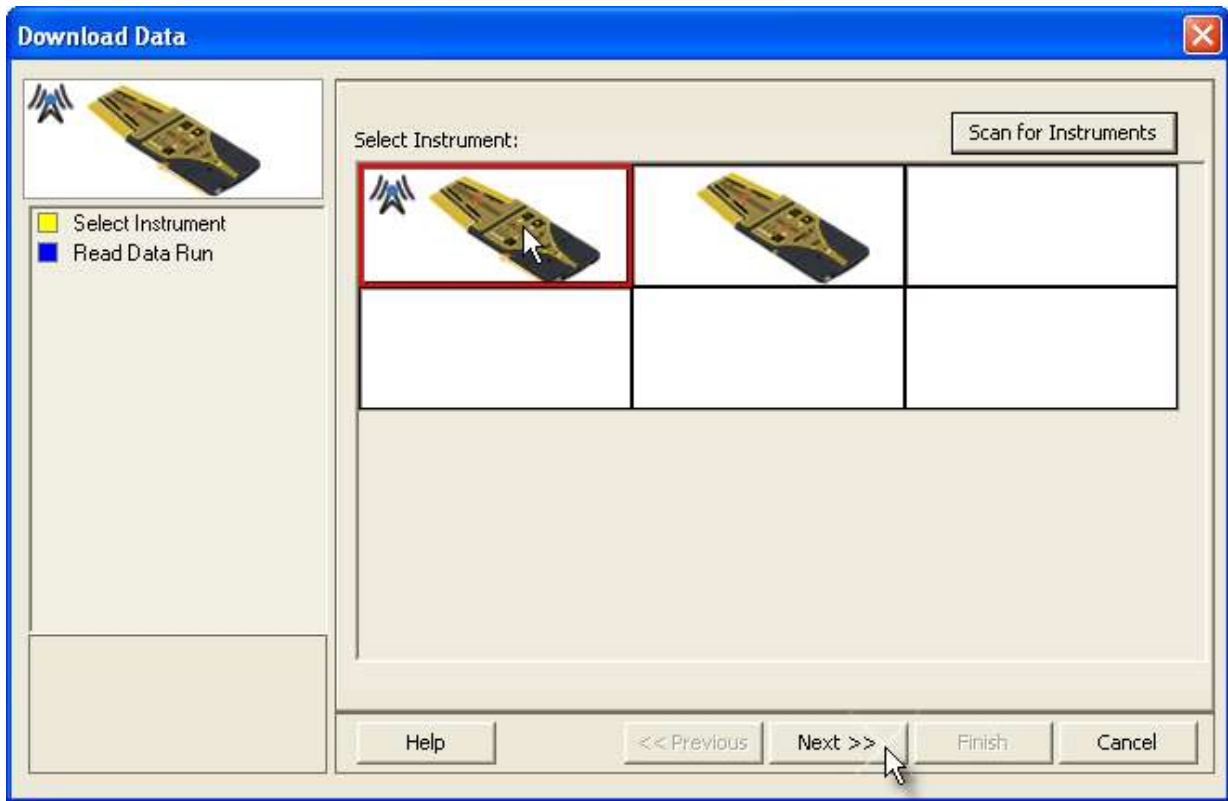 Download Data
Select Instrument
Read Data Run
Select Instrument:
Scan for Instruments
Help
<< Previous
Next >>
Finish
Cancel